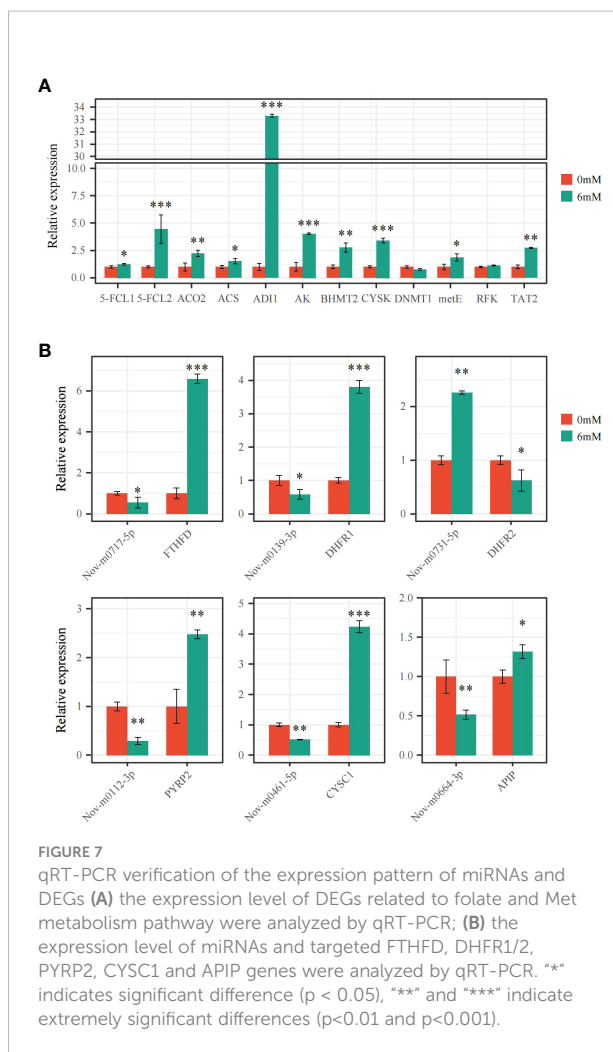 A
Relative expression
34
33
32
31
30
10.0
7.5
5.0
2.5
0.0
* *** ** * *** *** ** *** * **
5-FCL1 5-FCL2 ACO2 ACS ADI1 AK BHMT2 CYSK DNMT1 metE RFK TAT2
0mM
6mM
B
Relative expression
6
4
2
0
* ***
Nov-m0717-5p FTHFD
4
3
2
1
0
* ***
Nov-m0139-3p DHFR1
2
1
0
** *
Nov-m0731-5p DHFR2
0mM
6mM
Relative expression
3
2
1
0
** **
Nov-m0112-3p PYRP2
5
4
3
2
1
0
** ***
Nov-m0461-5p CYSC1
2.0
1.5
1.0
0.5
0.0
** *
Nov-m0664-3p APIP
FIGURE 7
qRT-PCR verification of the expression pattern of miRNAs and
DEGs (A) the expression level of DEGs related to folate and Met
metabolism pathway were analyzed by qRT-PCR; (B) the
expression level of miRNAs and targeted FTHFD, DHFR1/2,
PYRP2, CYSC1 and APIP genes were analyzed by qRT-PCR. “*”
indicates significant difference (p < 0.05), “**” and “***” indicate
extremely significant differences (p<0.01 and p<0.001).